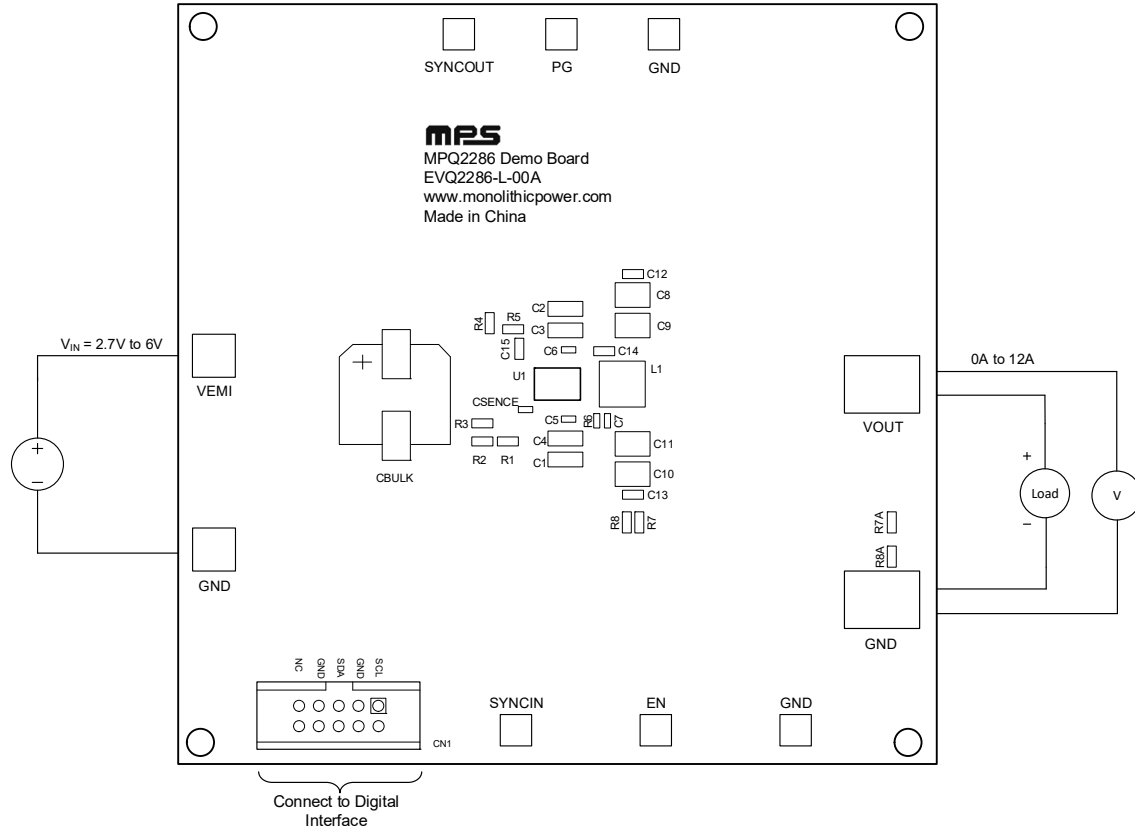 SYNCOUT PG GND
MPS
MPQ2286 Demo Board
EVQ2286-L-00A
www.monolithicpower.com
Made in China
C12
C8
C2
R4
R5
C9
C3
C15
C6
C14
VIN = 2.7V to 6V
+
U1
L1
0A to 12A
VEMI
CSENCE
R3
C5
R6
C7
VOUT
R2
R1
C4
C11
C1
C10
CBULK
C13
+
−
+
Load
−
V
R8
R7
R7A
R8A
GND
GND
NC
GND
SDA
GND
SCL
SYNCIN EN GND
CN1
Connect to Digital
Interface